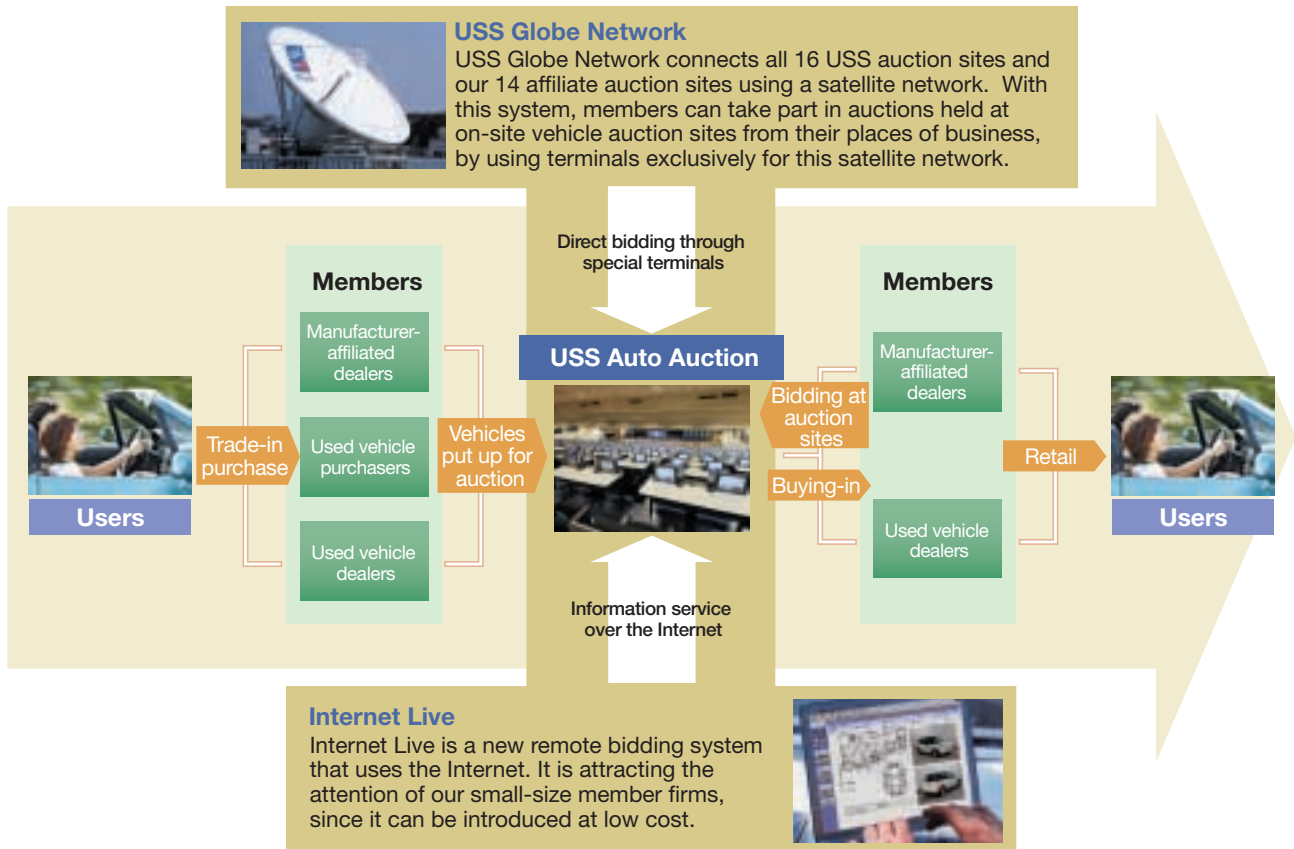 USS Globe Network
USS Globe Network connects all 16 USS auction sites and
our 14 affiliate auction sites using a satellite network. With
this system, members can take part in auctions held at
on-site vehicle auction sites from their places of business,
by using terminals exclusively for this satellite network.
Direct bidding through
special terminals
Users
Trade-in
purchase
Members
Manufacturer-
affiliated
dealers
Used vehicle
purchasers
Used vehicle
dealers
Vehicles
put up for
auction
USS Auto Auction
Bidding at
auction
sites
Buying-in
Members
Manufacturer-
affiliated
dealers
Used vehicle
dealers
Retail
Users
Information service
over the Internet
Internet Live
Internet Live is a new remote bidding system
that uses the Internet. It is attracting the
attention of our small-size member firms,
since it can be introduced at low cost.